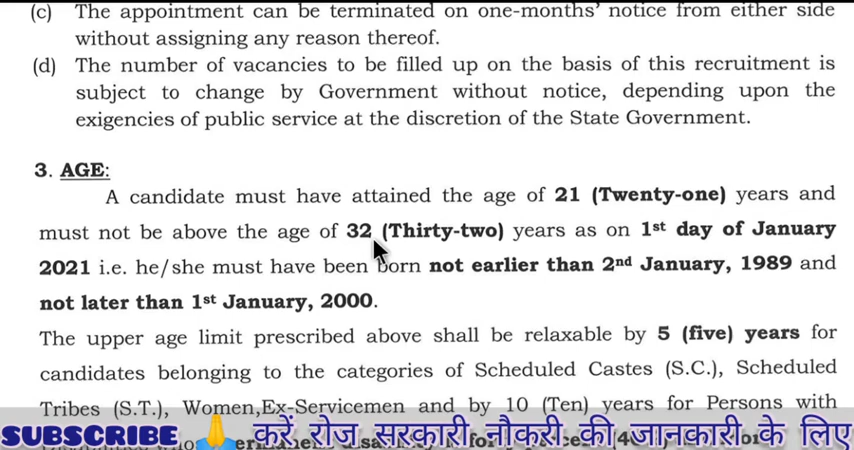 (c) The appointment can be terminated on one-months' notice from either side
without assigning any reason thereof.
(d) The number of vacancies to be filled up on the basis of this recruitment is
subject to change by Government without notice, depending upon the
exigencies of public service at the discretion of the State Government.
3. AGE:
A candidate must have attained the age of 21 (Twenty-one) years and
must not be above the age of 32 (Thirty-two) years as on 1st day of January
2021 i.e. he/she must have been born not earlier than 2nd January, 1989 and
not later than 1st January, 2000.
The upper age limit prescribed above shall be relaxable by 5 (five) years for
candidates belonging to the categories of Scheduled Castes (S.C.), Scheduled
Tribes (S.T.), Women,Ex-Servicemen and by 10 (Ten) years for Persons with
SUBSCRIBE 🙏 करें रोज सरकारी नौकरी की जानकारी के लिए